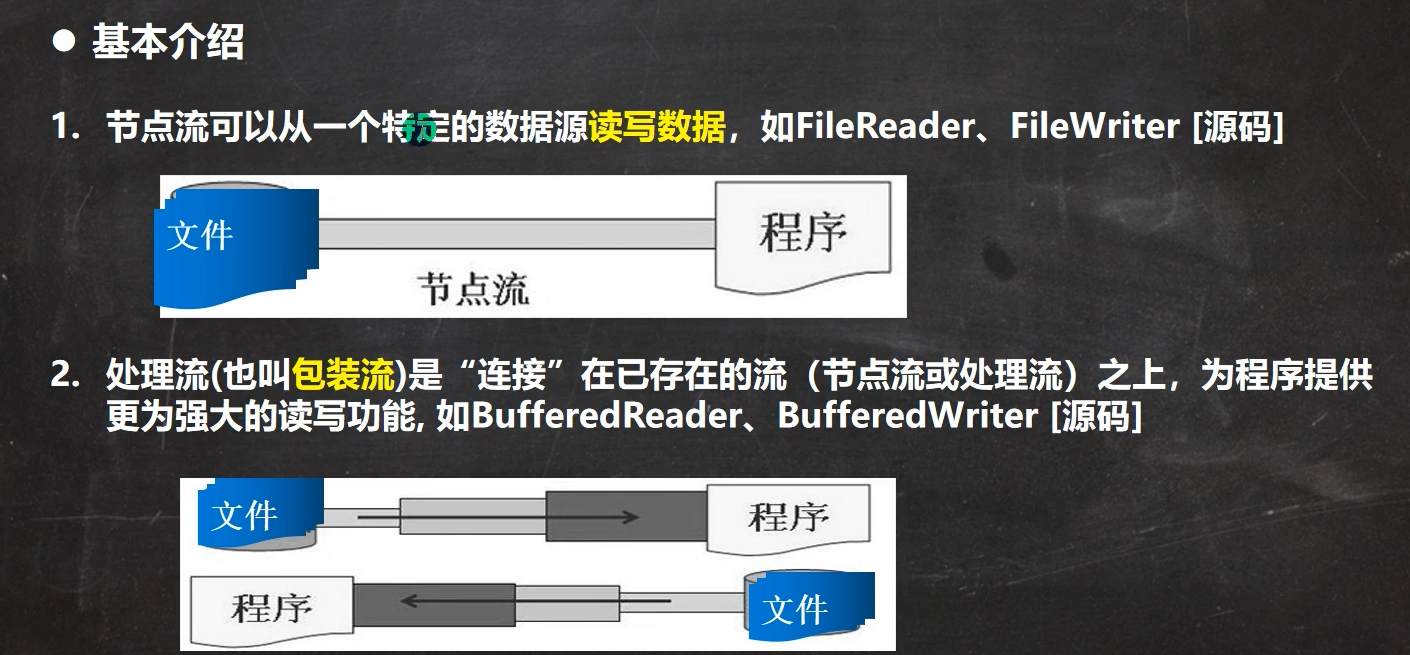 ● 基本介绍
1. 节点流可以从一个特定的数据源读写数据，如FileReader、FileWriter [源码]
文件
程序
节点流
2. 处理流(也叫包装流)是“连接”在已存在的流（节点流或处理流）之上，为程序提供
更为强大的读写功能, 如BufferedReader、BufferedWriter [源码]
文件
程序
程序
文件